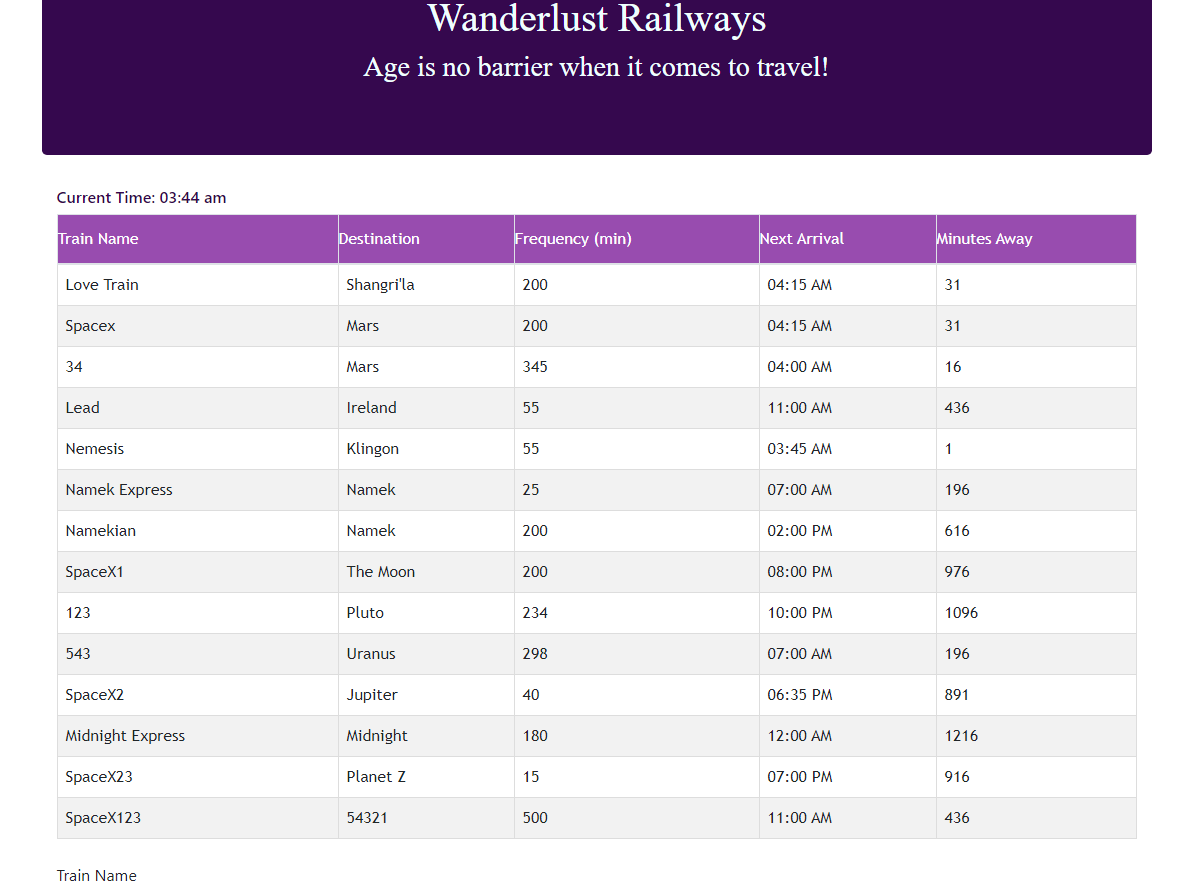 Wanderlust Railways
Age is no barrier when it comes to travel!
Current Time: 03:44 am
Train Name Destination Frequency (min) Next Arrival Minutes Away
Love Train Shangri'la 200 04:15 AM 31
Spacex Mars 200 04:15 AM 31
34 Mars 345 04:00 AM 16
Lead Ireland 55 11:00 AM 436
Nemesis Klingon 55 03:45 AM 1
Namek Express Namek 25 07:00 AM 196
Namekian Namek 200 02:00 PM 616
SpaceX1 The Moon 200 08:00 PM 976
123 Pluto 234 10:00 PM 1096
543 Uranus 298 07:00 AM 196
SpaceX2 Jupiter 40 06:35 PM 891
Midnight Express Midnight 180 12:00 AM 1216
SpaceX23 Planet Z 15 07:00 PM 916
SpaceX123 54321 500 11:00 AM 436
Train Name